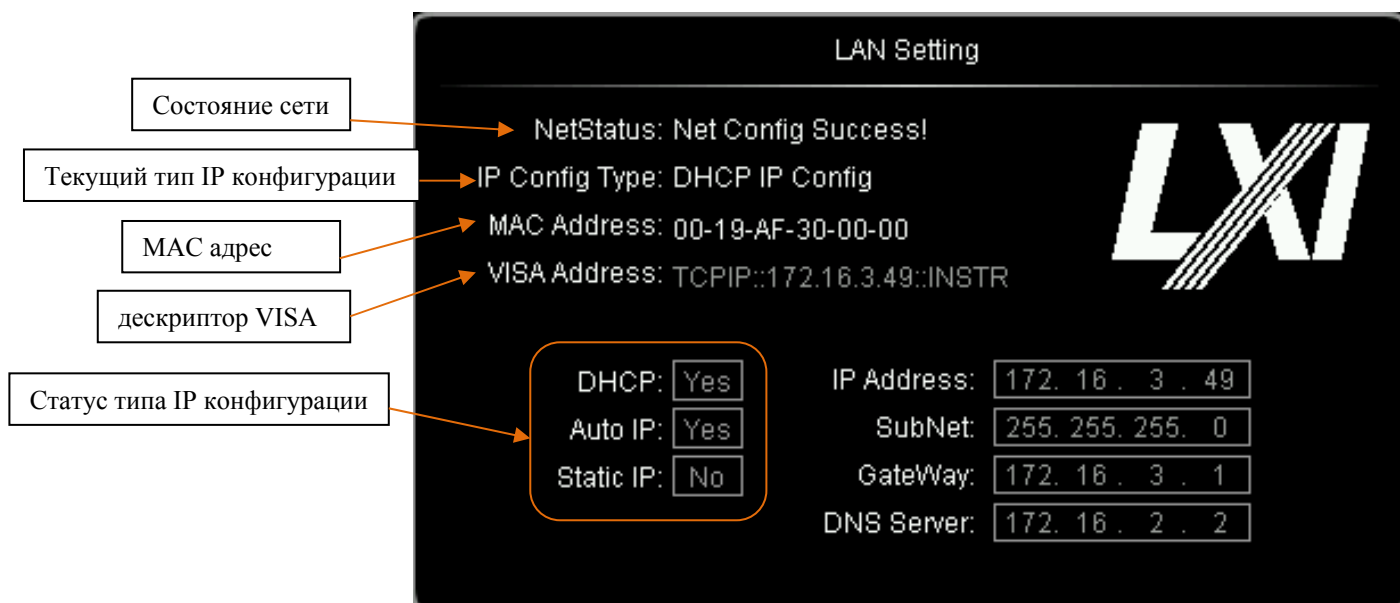 LAN Setting
Состояние сети
NetStatus: Net Config Success!
Текущий тип IP конфигурации
IP Config Type: DHCP IP Config
MAC адрес
MAC Address: 00-19-AF-30-00-00
дескриптор VISA
VISA Address: TCPIP::172.16.3.49::INSTR
LXI
Статус типа IP конфигурации
DHCP: Yes
Auto IP: Yes
Static IP: No
IP Address: 172. 16 . 3 . 49
SubNet: 255. 255. 255. 0
GateWay: 172. 16 . 3 . 1
DNS Server: 172. 16 . 2 . 2